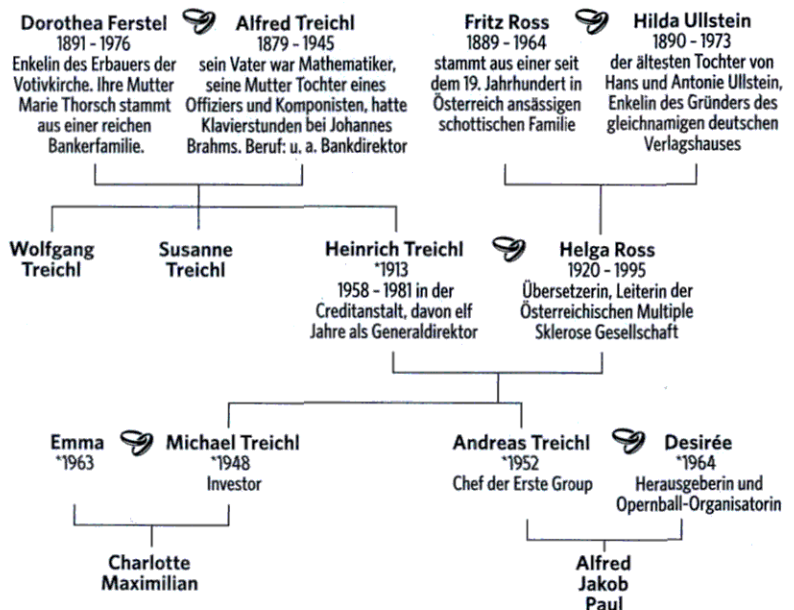 Dorothea Ferstel
1891 - 1976
Enkelin des Erbauers der
Votivkirche. Ihre Mutter
Marie Thorsch stammt
aus einer reichen
Bankerfamilie.
Alfred Treichl
1879 - 1945
sein Vater war Mathematiker,
seine Mutter Tochter eines
Offiziers und Komponisten, hatte
Klavierstunden bei Johannes
Brahms. Beruf: u. a. Bankdirektor
Fritz Ross
1889 - 1964
stammt aus einer seit
dem 19. Jahrhundert in
Österreich ansässigen
schottischen Familie
Hilda Ullstein
1890 - 1973
der ältesten Tochter von
Hans und Antonie Ullstein,
Enkelin des Gründers des
gleichnamigen deutschen
Verlagshauses
Wolfgang
Treichl
Susanne
Treichl
Heinrich Treichl
*1913
1958 - 1981 in der
Creditanstalt, davon elf
Jahre als Generaldirektor
Helga Ross
1920 - 1995
Übersetzerin, Leiterin der
Österreichischen Multiple
Sklerose Gesellschaft
Emma
*1963
Michael Treichl
*1948
Investor
Andreas Treichl
*1952
Chef der Erste Group
Desirée
*1964
Herausgeberin und
Opernball-Organisatorin
Charlotte
Maximilian
Alfred
Jakob
Paul